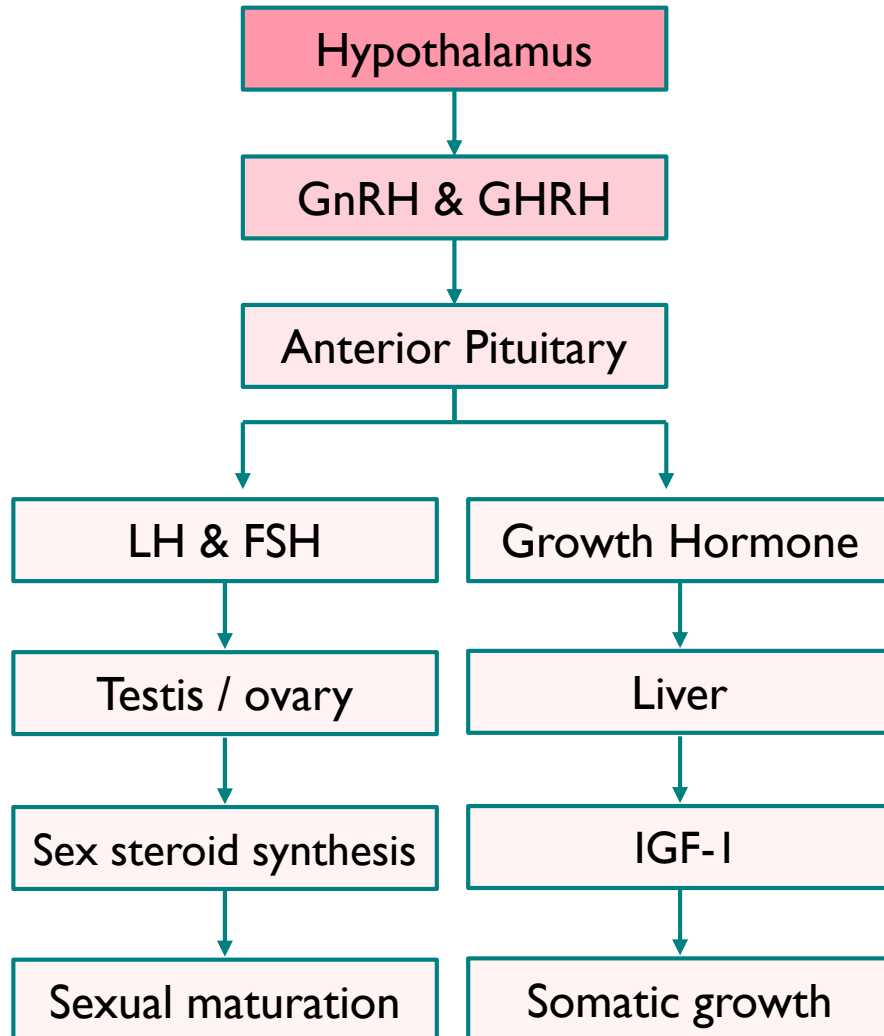 Hypothalamus
GnRH & GHRH
Anterior Pituitary
LH & FSH
Growth Hormone
Testis / ovary
Liver
Sex steroid synthesis
IGF-1
Sexual maturation
Somatic growth